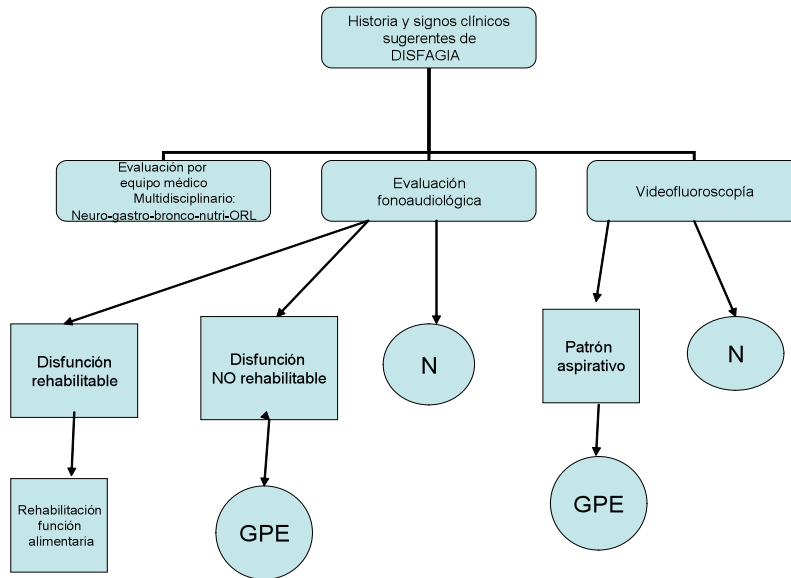 Historia y signos clínicos
sugerentes de
DISFAGIA
Evaluación por
equipo médico
Multidisciplinario:
Neuro-gastro-bronco-nutri-ORL
Evaluación
fonoaudiológica
Videofluoroscopía
Disfunción
rehabilitable
Disfunción
NO rehabilitable
N
Patrón
aspirativo
N
Rehabilitación
función
alimentaria
GPE
GPE